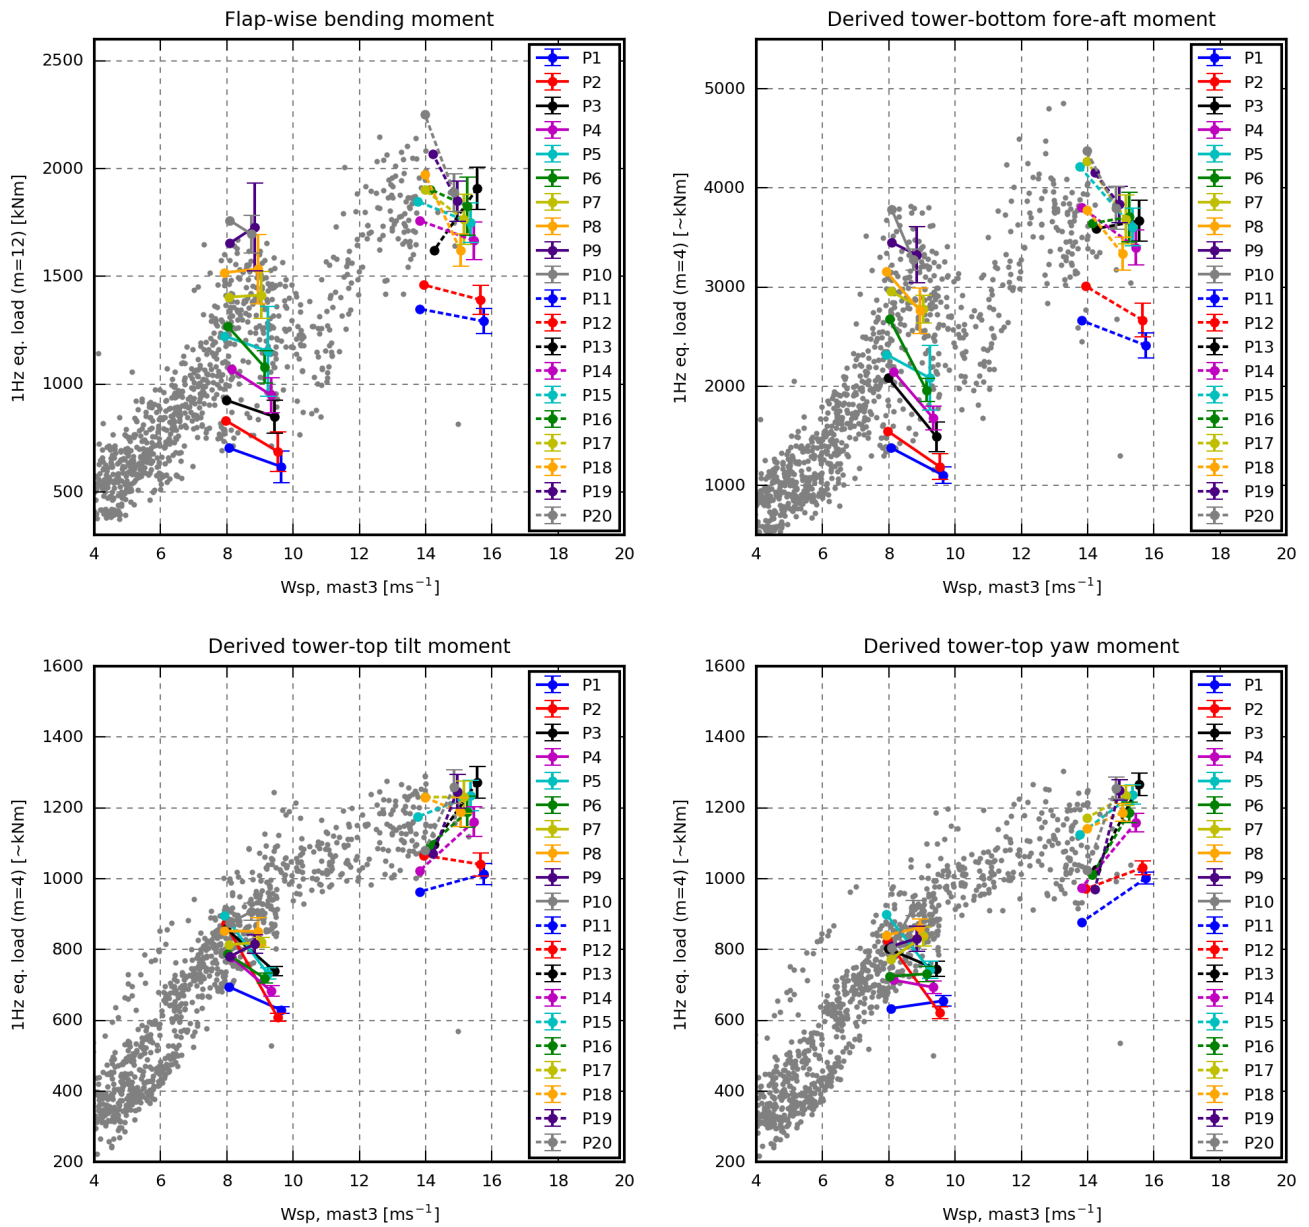 Flap-wise bending moment
1Hz eq. load (m=12) [kNm]
2500
2000
1500
1000
500
4 6 8 10 12 14 16 18 20
Wsp, mast3 [ms⁻¹]
P1
P2
P3
P4
P5
P6
P7
P8
P9
P10
P11
P12
P13
P14
P15
P16
P17
P18
P19
P20
Derived tower-bottom fore-aft moment
1Hz eq. load (m=4) [~kNm]
5000
4000
3000
2000
1000
4 6 8 10 12 14 16 18 20
Wsp, mast3 [ms⁻¹]
P1
P2
P3
P4
P5
P6
P7
P8
P9
P10
P11
P12
P13
P14
P15
P16
P17
P18
P19
P20
Derived tower-top tilt moment
1Hz eq. load (m=4) [~kNm]
1600
1400
1200
1000
800
600
400
200
4 6 8 10 12 14 16 18 20
Wsp, mast3 [ms⁻¹]
P1
P2
P3
P4
P5
P6
P7
P8
P9
P10
P11
P12
P13
P14
P15
P16
P17
P18
P19
P20
Derived tower-top yaw moment
1Hz eq. load (m=4) [~kNm]
1600
1400
1200
1000
800
600
400
200
4 6 8 10 12 14 16 18 20
Wsp, mast3 [ms⁻¹]
P1
P2
P3
P4
P5
P6
P7
P8
P9
P10
P11
P12
P13
P14
P15
P16
P17
P18
P19
P20